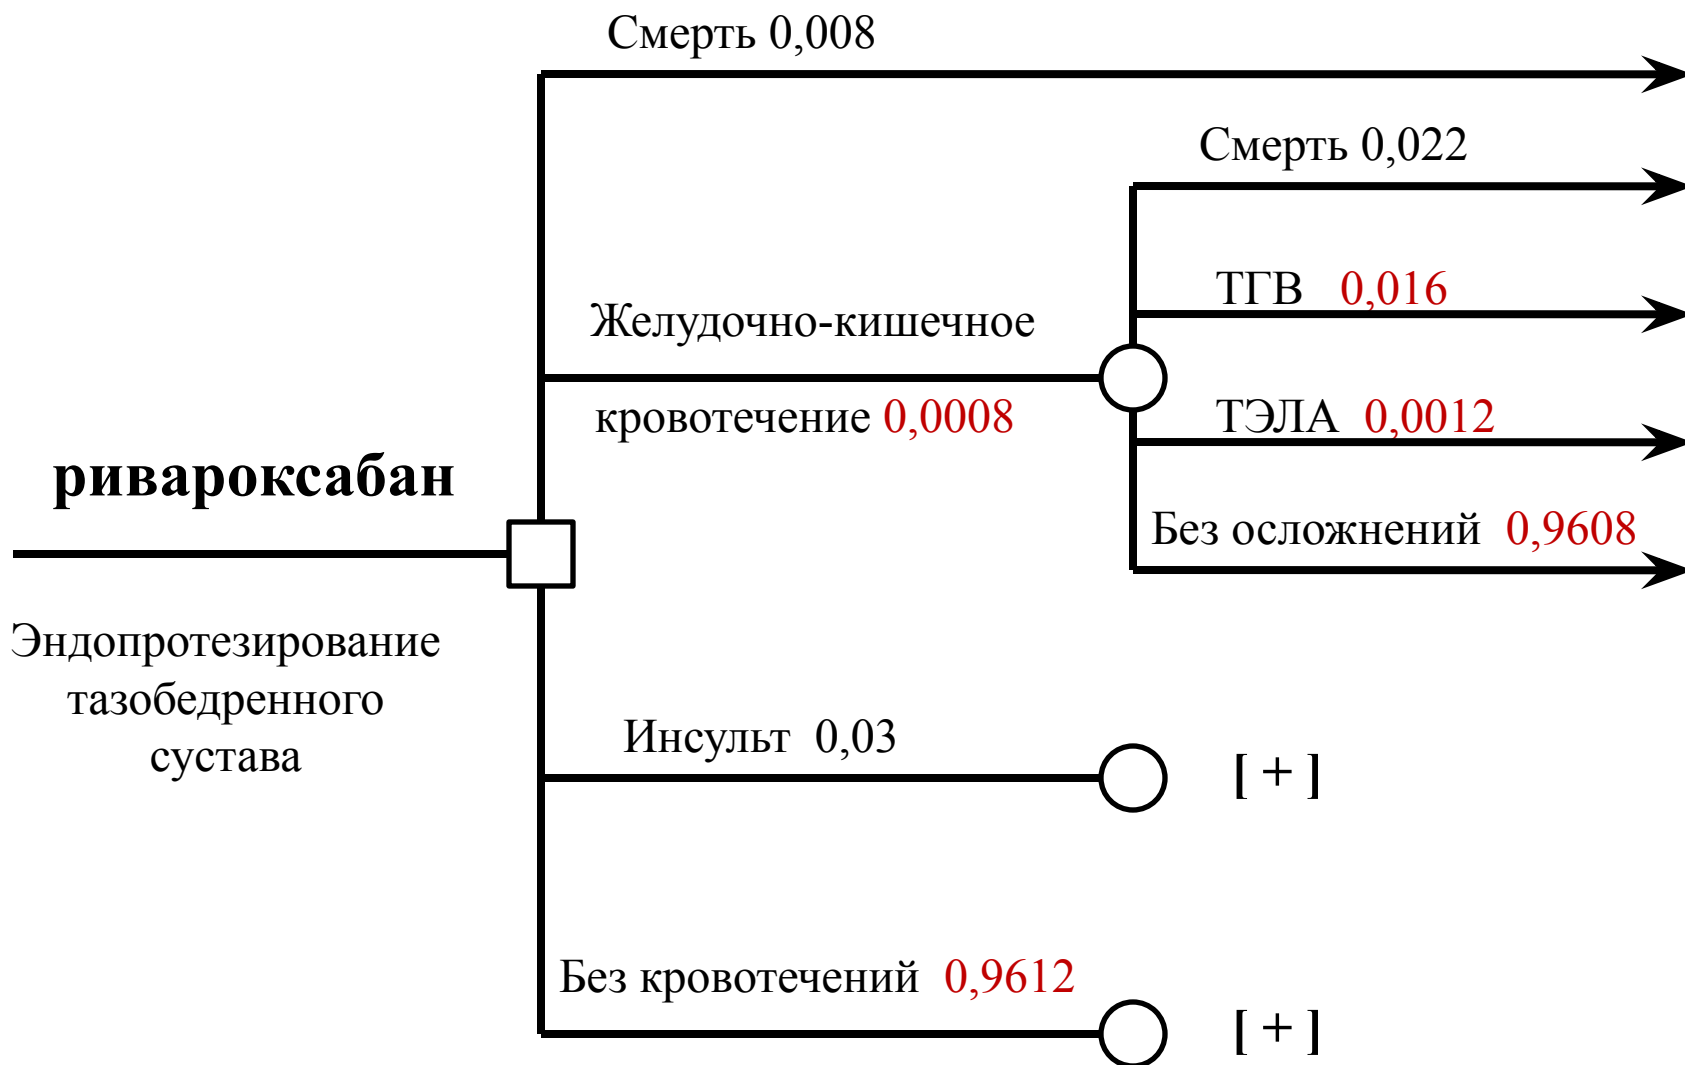 Смерть 0,008
Смерть 0,022
ТГВ 0,016
Желудочно-кишечное
кровотечение 0,0008
ТЭЛА 0,0012
ривароксабан
Без осложнений 0,9608
Эндопротезирование
тазобедренного
сустава
Инсульт 0,03
[ + ]
Без кровотечений 0,9612
[ + ]